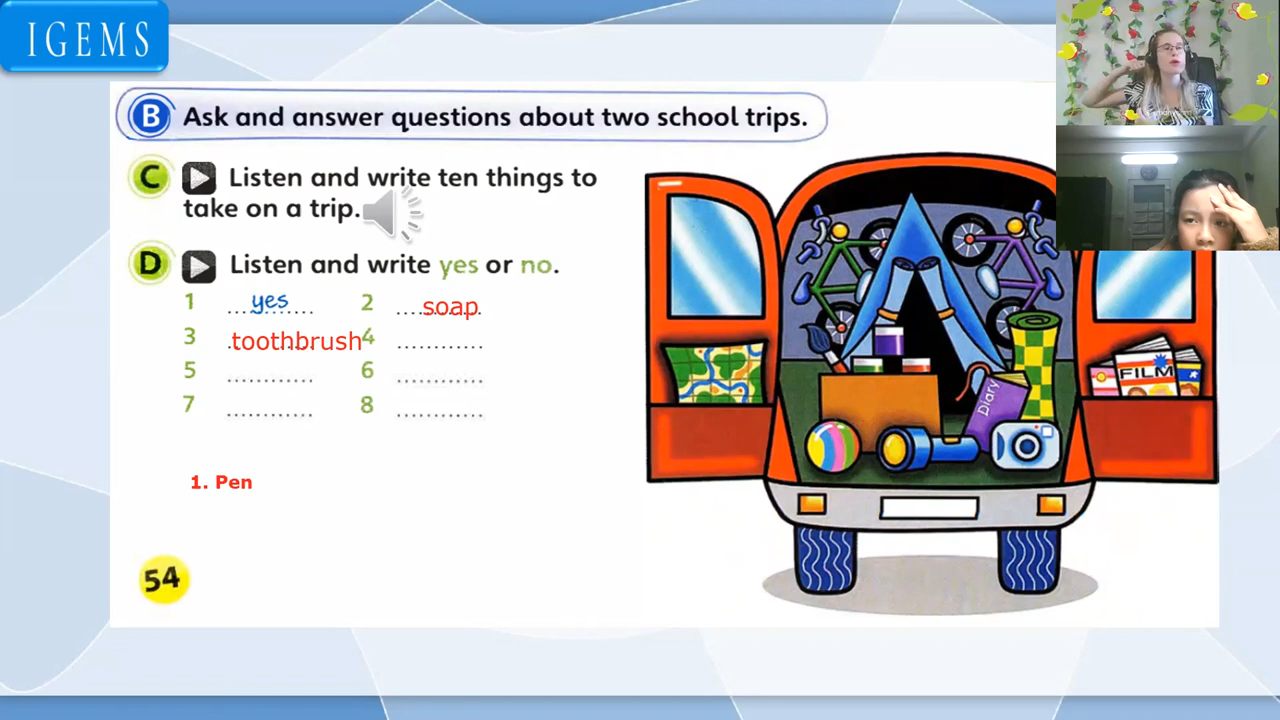 IGEMS
B Ask and answer questions about two school trips.
C Listen and write ten things to
take on a trip.
D Listen and write yes or no.
1 yes 2 soap
3 toothbrush 4
5 6
7 8
1. Pen
54
Diary
FILM